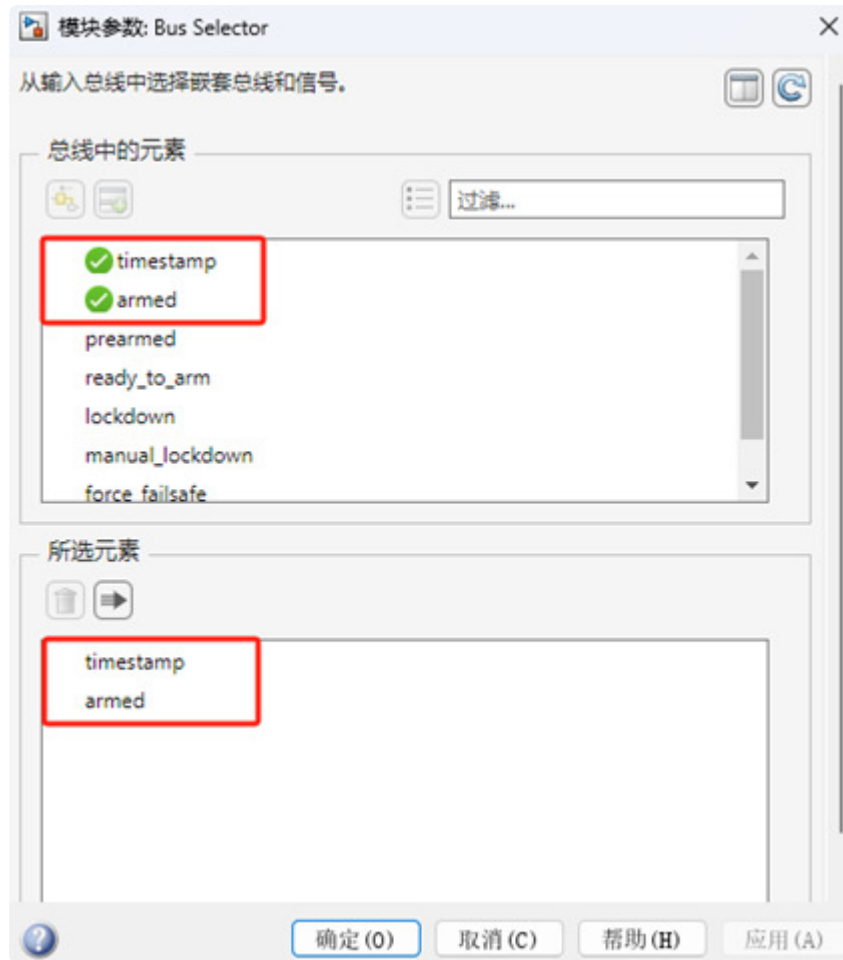 模块参数: Bus Selector
从输入总线中选择嵌套总线和信号。
总线中的元素
过滤...
timestamp
armed
prearmed
ready_to_arm
lockdown
manual_lockdown
force_failsafe
所选元素
timestamp
armed
确定(O) 取消(C) 帮助(H) 应用(A)